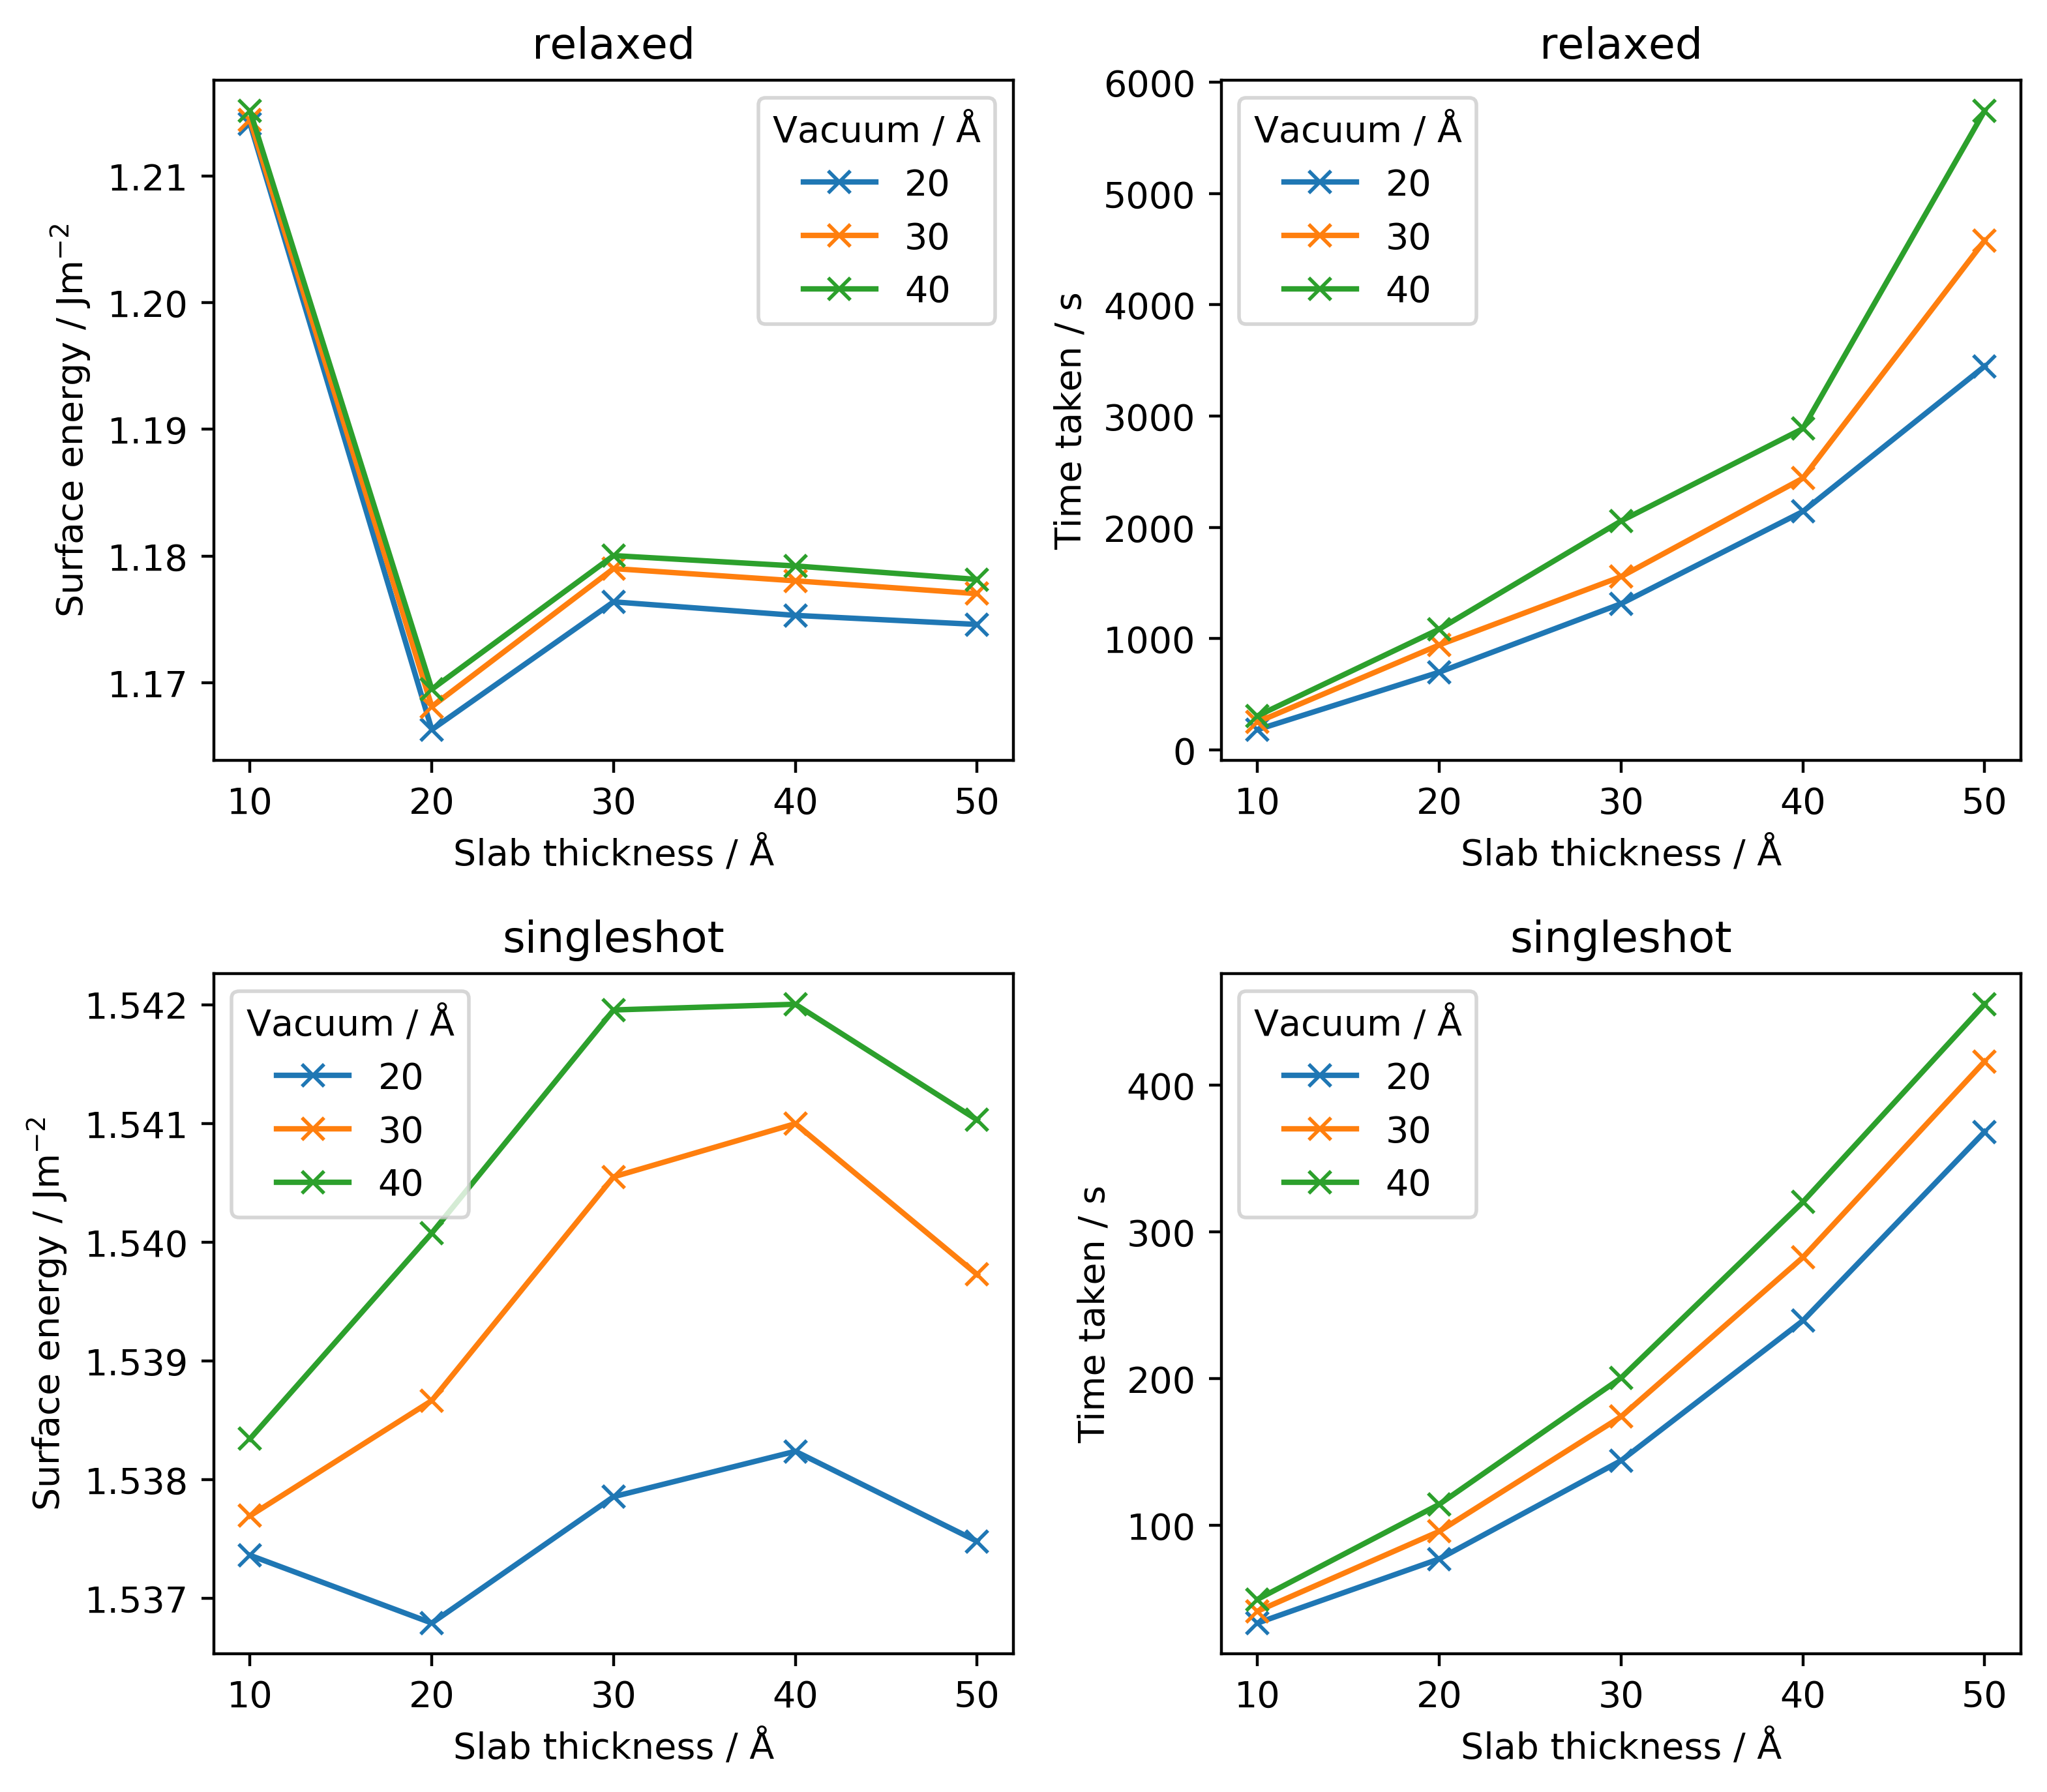 relaxed
Surface energy / Jm⁻²
1.21
1.20
1.19
1.18
1.17
Vacuum / Å
20
30
40
10 20 30 40 50
Slab thickness / Å
relaxed
Time taken / s
6000
5000
4000
3000
2000
1000
0
Vacuum / Å
20
30
40
10 20 30 40 50
Slab thickness / Å
singleshot
Surface energy / Jm⁻²
1.542
1.541
1.540
1.539
1.538
1.537
Vacuum / Å
20
30
40
10 20 30 40 50
Slab thickness / Å
singleshot
Time taken / s
400
300
200
100
Vacuum / Å
20
30
40
10 20 30 40 50
Slab thickness / Å